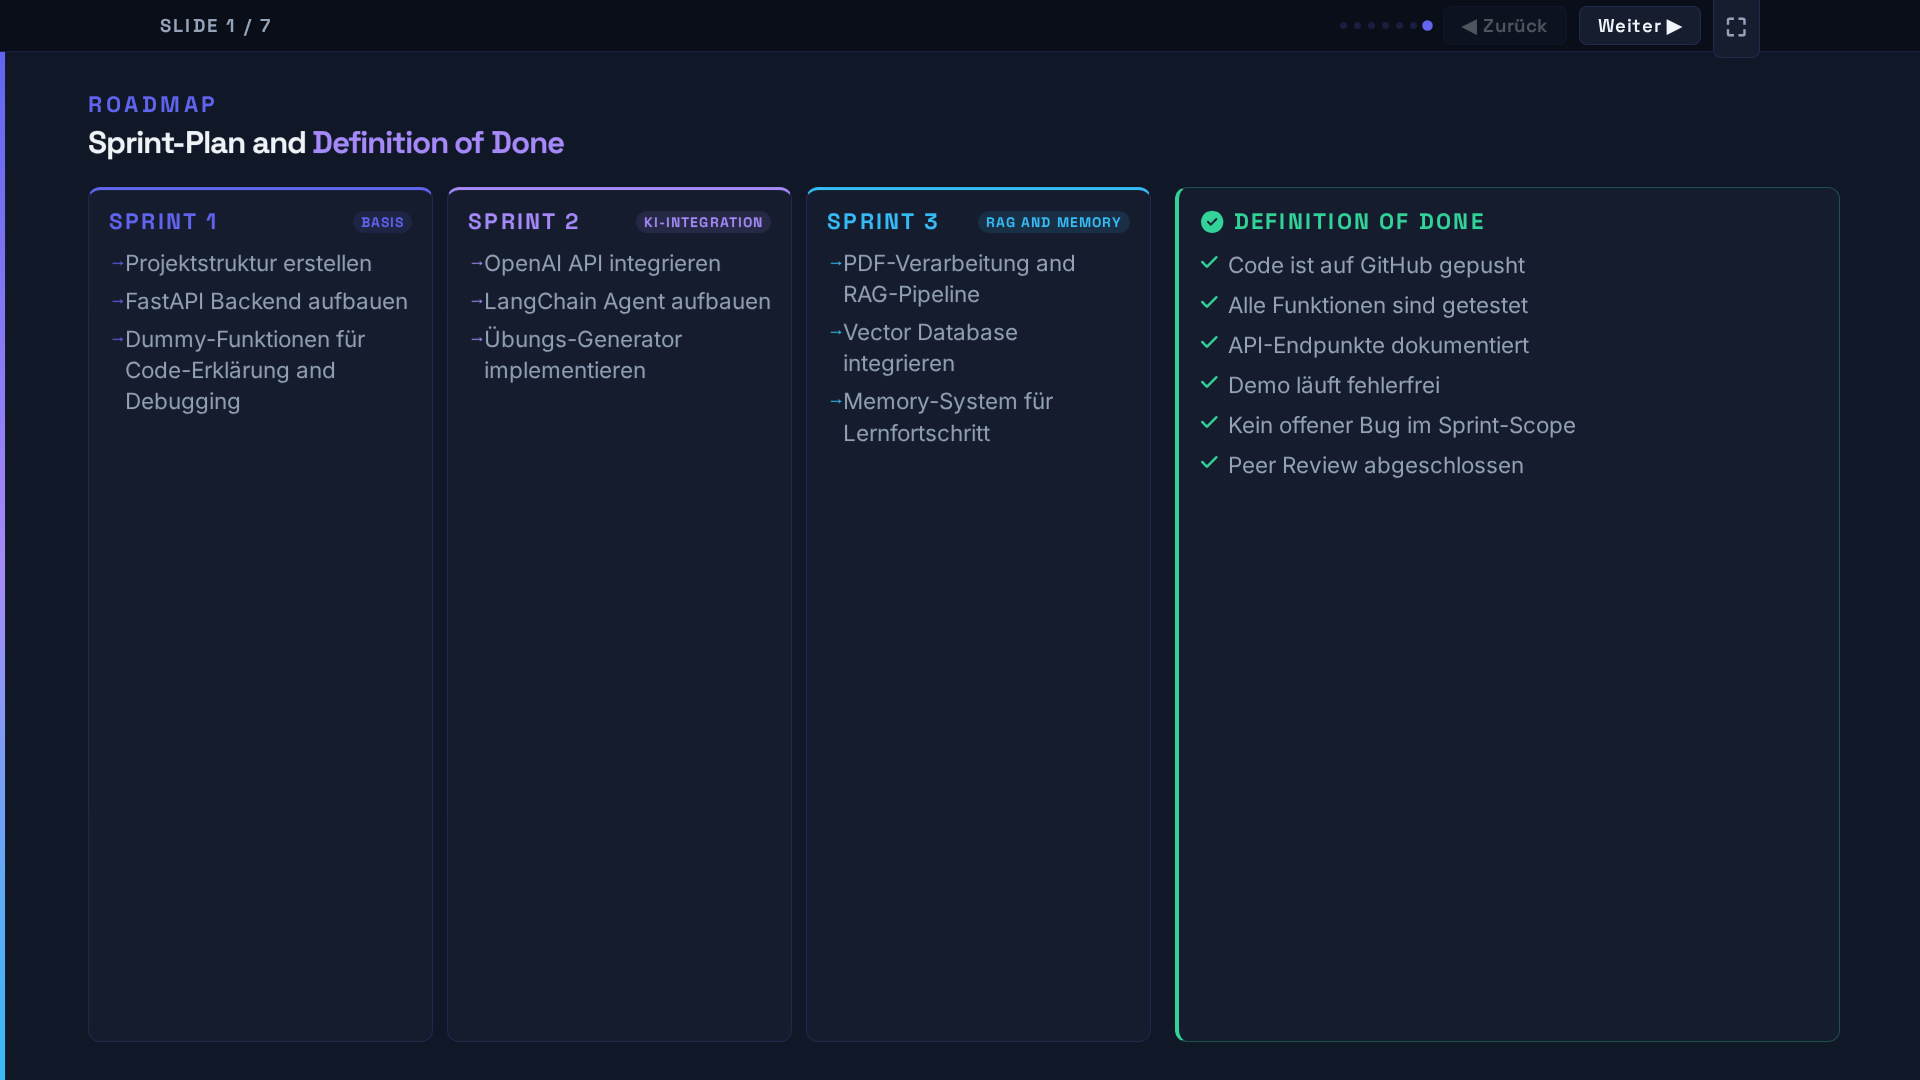 SLIDE 1 / 7
◀ Zurück
Weiter ▶
ROADMAP
Sprint-Plan and Definition of Done
SPRINT 1
BASIS
→Projektstruktur erstellen
→FastAPI Backend aufbauen
→Dummy-Funktionen für
Code-Erklärung and
Debugging
SPRINT 2
KI-INTEGRATION
→OpenAI API integrieren
→LangChain Agent aufbauen
→Übungs-Generator
implementieren
SPRINT 3
RAG AND MEMORY
→PDF-Verarbeitung and
RAG-Pipeline
→Vector Database
integrieren
→Memory-System für
Lernfortschritt
DEFINITION OF DONE
✓ Code ist auf GitHub gepusht
✓ Alle Funktionen sind getestet
✓ API-Endpunkte dokumentiert
✓ Demo läuft fehlerfrei
✓ Kein offener Bug im Sprint-Scope
✓ Peer Review abgeschlossen